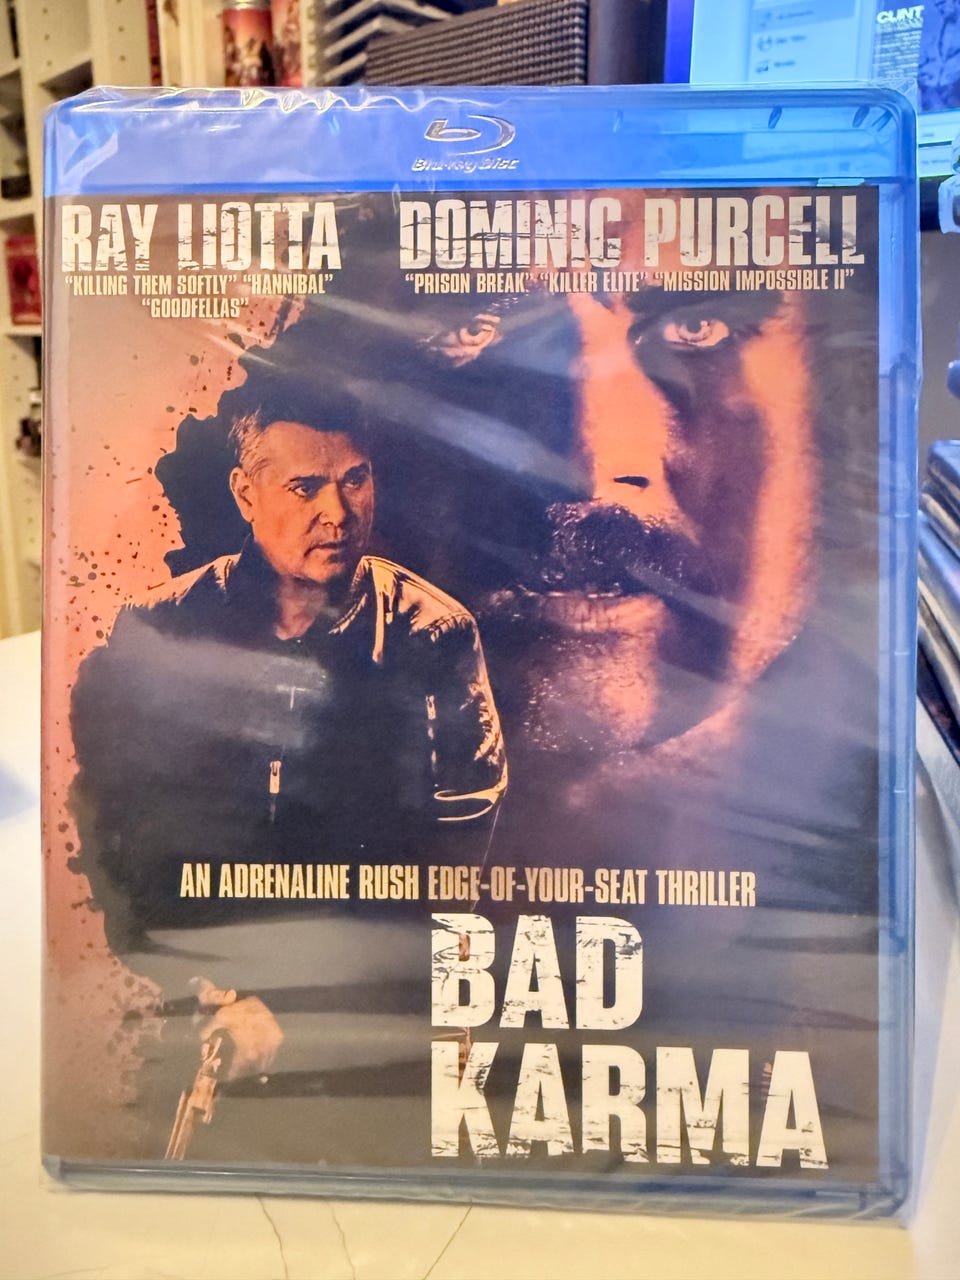 CLINT
Blu-ray Disc
RAY LIOTTA
"KILLING THEM SOFTLY" "HANNIBAL"
"GOODFELLAS"
DOMINIC PURCELL
"PRISON BREAK" "KILLER ELITE" "MISSION IMPOSSIBLE II"
AN ADRENALINE RUSH EDGE-OF-YOUR-SEAT THRILLER
BAD
KARMA